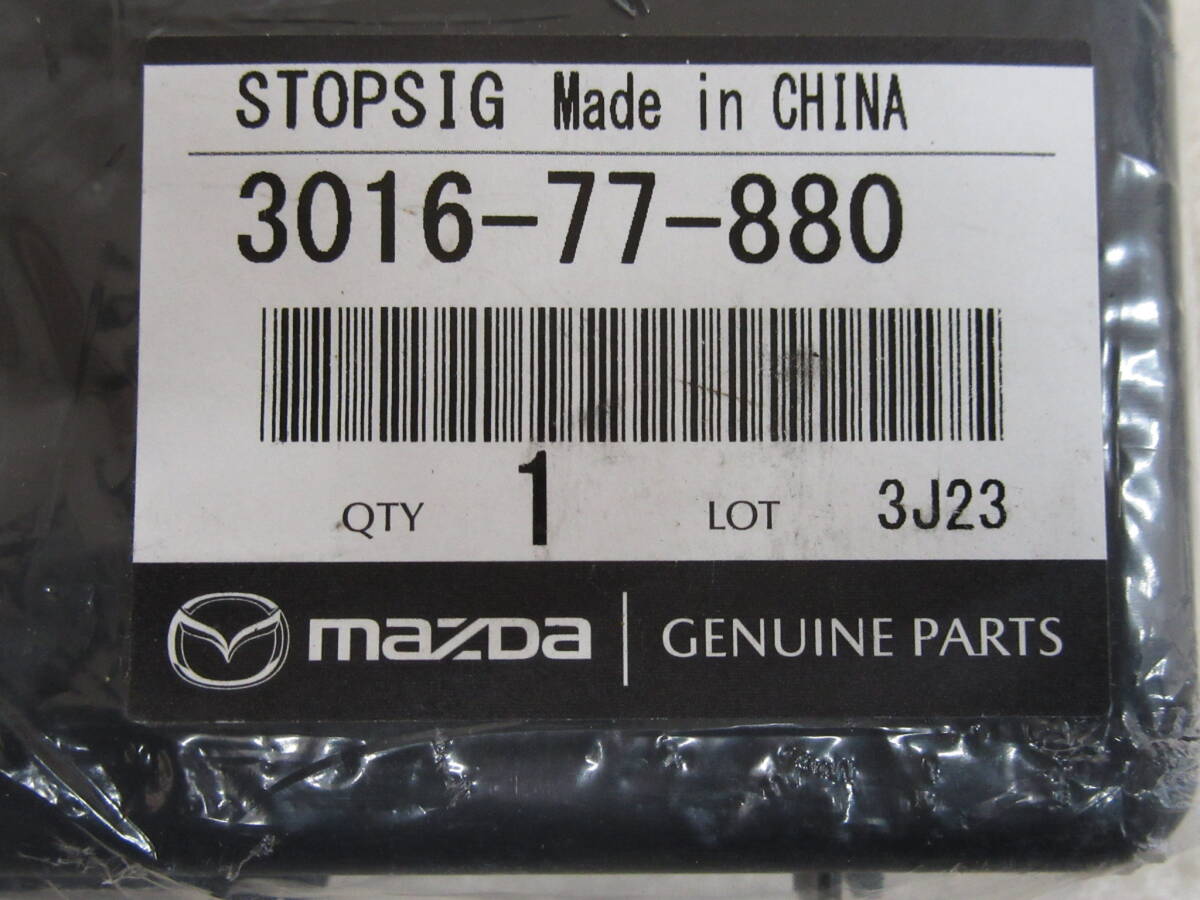 STOPSIG Made in CHINA
3016-77-880
QTY 1 LOT 3J23
mazda GENUINE PARTS